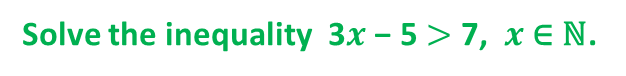 Solve the inequality 3x − 5 > 7, x ∈ ℕ.